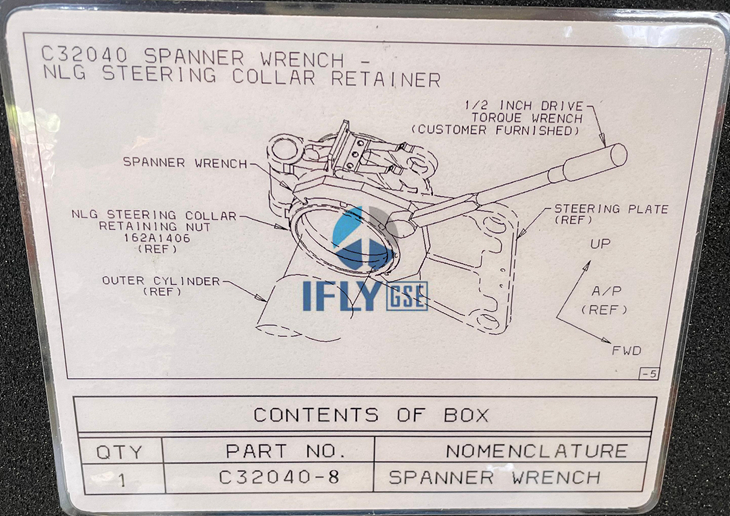 C32040 SPANNER WRENCH -
NLG STEERING COLLAR RETAINER
1/2 INCH DRIVE
TORQUE WRENCH
(CUSTOMER FURNISHED)
SPANNER WRENCH
NLG STEERING COLLAR
RETAINING NUT
162A1406
(REF)
STEERING PLATE
(REF)
OUTER CYLINDER
(REF)
UP
A/P
(REF)
FWD
IFLY GSE
-5
CONTENTS OF BOX
QTY PART NO. NOMENCLATURE
1 C32040-8 SPANNER WRENCH